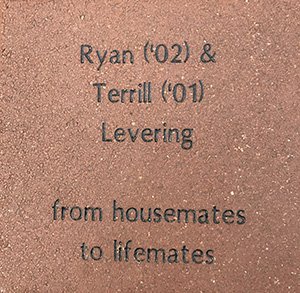 Ryan ('02) &
Terrill ('01)
Levering
from housemates
to lifemates